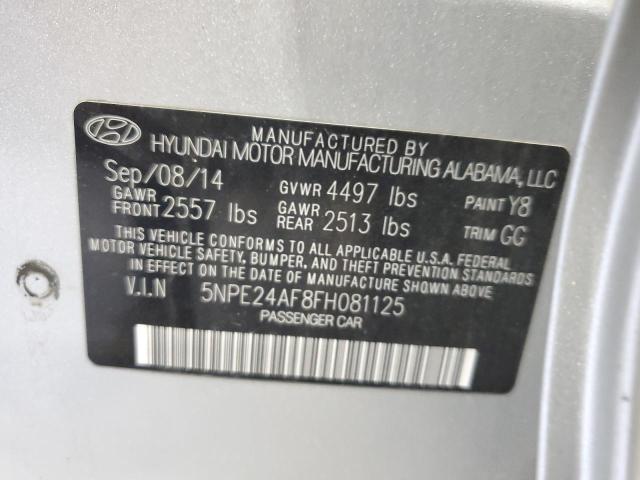 MANUFACTURED BY
HYUNDAI MOTOR MANUFACTURING ALABAMA, LLC
Sep/08/14 GVWR 4497 lbs PAINT Y8
GAWR FRONT 2557 lbs GAWR REAR 2513 lbs TRIM GG
THIS VEHICLE CONFORMS TO ALL APPLICABLE U.S.A. FEDERAL
MOTOR VEHICLE SAFETY, BUMPER, AND THEFT PREVENTION STANDARDS
IN EFFECT ON THE DATE OF MANUFACTURE SHOWN ABOVE.
V.I.N 5NPE24AF8FH081125
PASSENGER CAR